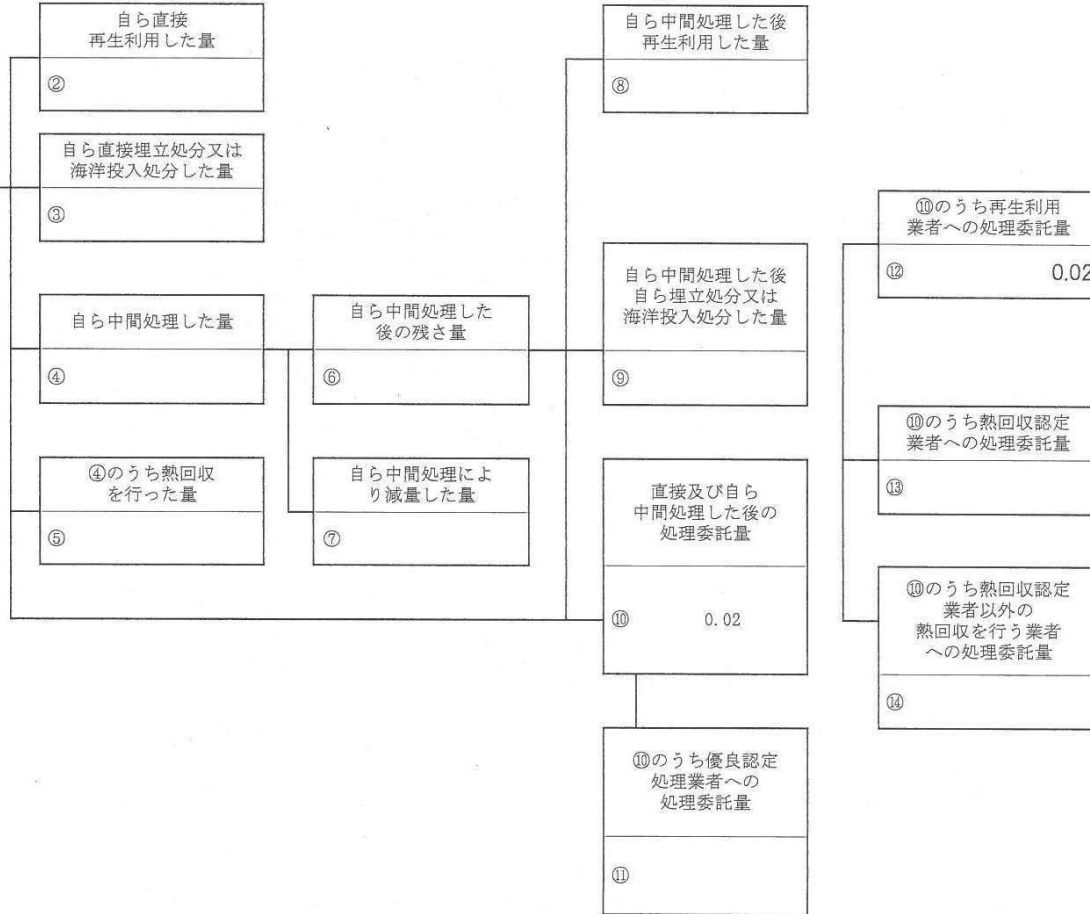 自ら直接
再生利用した量
②
自ら直接埋立処分又は
海洋投入処分した量
③
自ら中間処理した量
④
④のうち熱回収
を行った量
⑤
自ら中間処理した
後の残さ量
⑥
自ら中間処理によ
り減量した量
⑦
自ら中間処理した後
再生利用した量
⑧
自ら中間処理した後
自ら埋立処分又は
海洋投入処分した量
⑨
直接及び自ら
中間処理した後の
処理委託量
⑩ 0.02
⑩のうち優良認定
処理業者への
処理委託量
⑪
⑩のうち再生利用
業者への処理委託量
⑫ 0.02
⑩のうち熱回収認定
業者への処理委託量
⑬
⑩のうち熱回収認定
業者以外の
熱回収を行う業者
への処理委託量
⑭